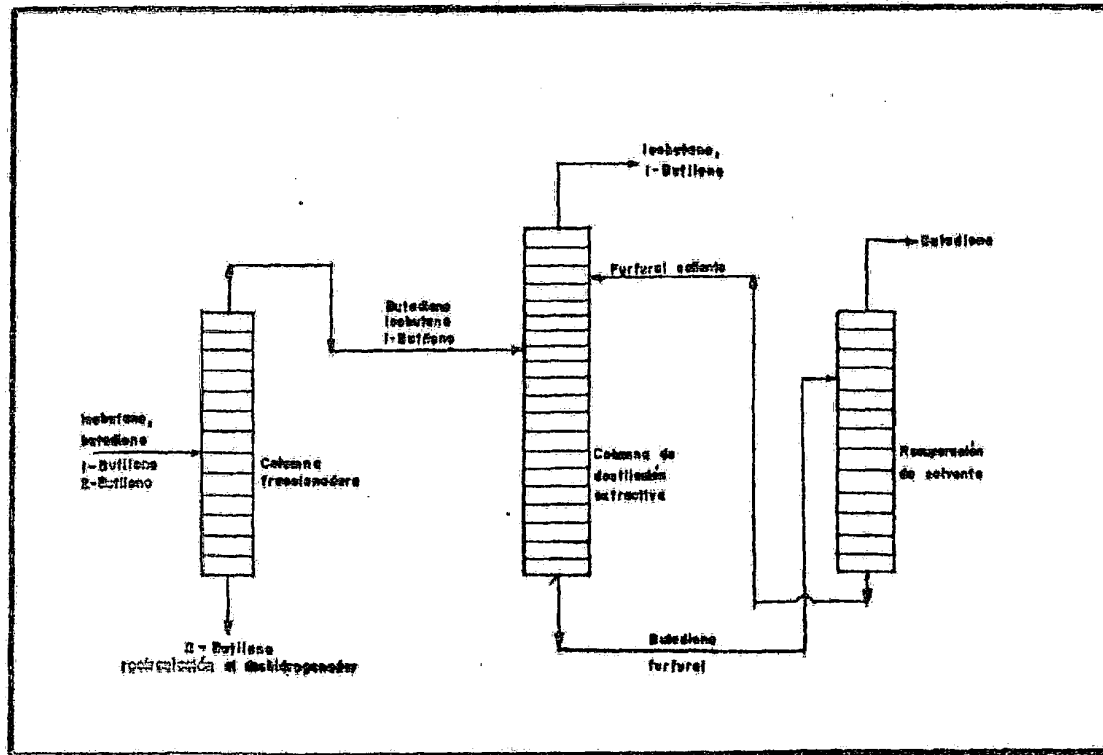 Isobutano,
1-Butileno
Butadieno
Furfural caliente
Butadieno
Isobutano
1-Butileno
Isobutano,
butadieno
1-Butileno
2-Butileno
Columna
fraccionadora
Columna de
destilación
extractiva
Recuperación
de solvente
2-Butileno
recirculación al deshidrogenador
Butadieno
furfural